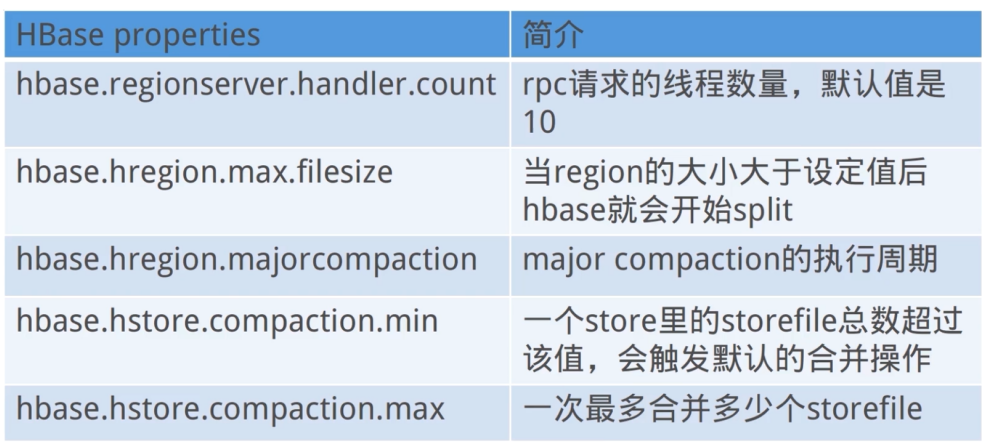 HBase properties 简介
hbase.regionserver.handler.count rpc请求的线程数量，默认值是
10
hbase.hregion.max.filesize 当region的大小大于设定值后
hbase就会开始split
hbase.hregion.majorcompaction major compaction的执行周期
hbase.hstore.compaction.min 一个store里的storefile总数超过
该值，会触发默认的合并操作
hbase.hstore.compaction.max 一次最多合并多少个storefile